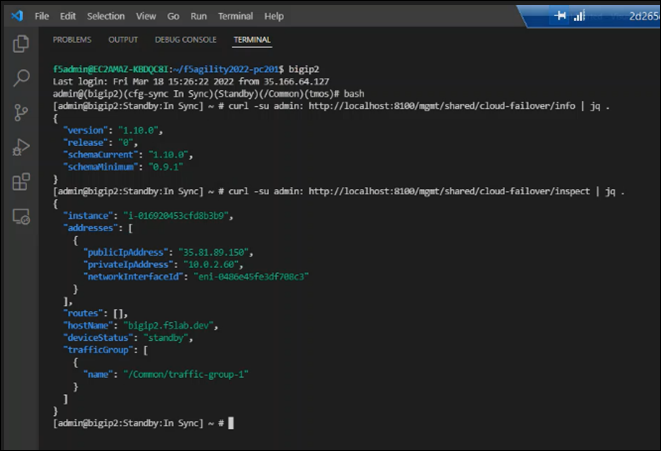 File Edit Selection View Go Run Terminal Help
2d265
PROBLEMS OUTPUT DEBUG CONSOLE TERMINAL
f5admin@EC2AMAZ-KBDQC8I:~/f5agility2022-pc201$ bigip2
Last login: Fri Mar 18 15:26:22 2022 from 35.166.64.127
admin@(bigip2)(cfg-sync In Sync)(Standby)(/Common)(tmos)# bash
[admin@bigip2:Standby:In Sync] ~ # curl -su admin: http://localhost:8100/mgmt/shared/cloud-failover/info | jq .
{
"version": "1.10.0",
"release": "0",
"schemaCurrent": "1.10.0",
"schemaMinimum": "0.9.1"
}
[admin@bigip2:Standby:In Sync] ~ # curl -su admin: http://localhost:8100/mgmt/shared/cloud-failover/inspect | jq .
{
"instance": "i-016920453cfd8b3b9",
"addresses": [
{
"publicIpAddress": "35.81.89.150",
"privateIpAddress": "10.0.2.60",
"networkInterfaceId": "eni-0486e45fe3df708c3"
}
],
"routes": [],
"hostName": "bigip2.f5lab.dev",
"deviceStatus": "standby",
"trafficGroup": [
{
"name": "/Common/traffic-group-1"
}
]
}
[admin@bigip2:Standby:In Sync] ~ #